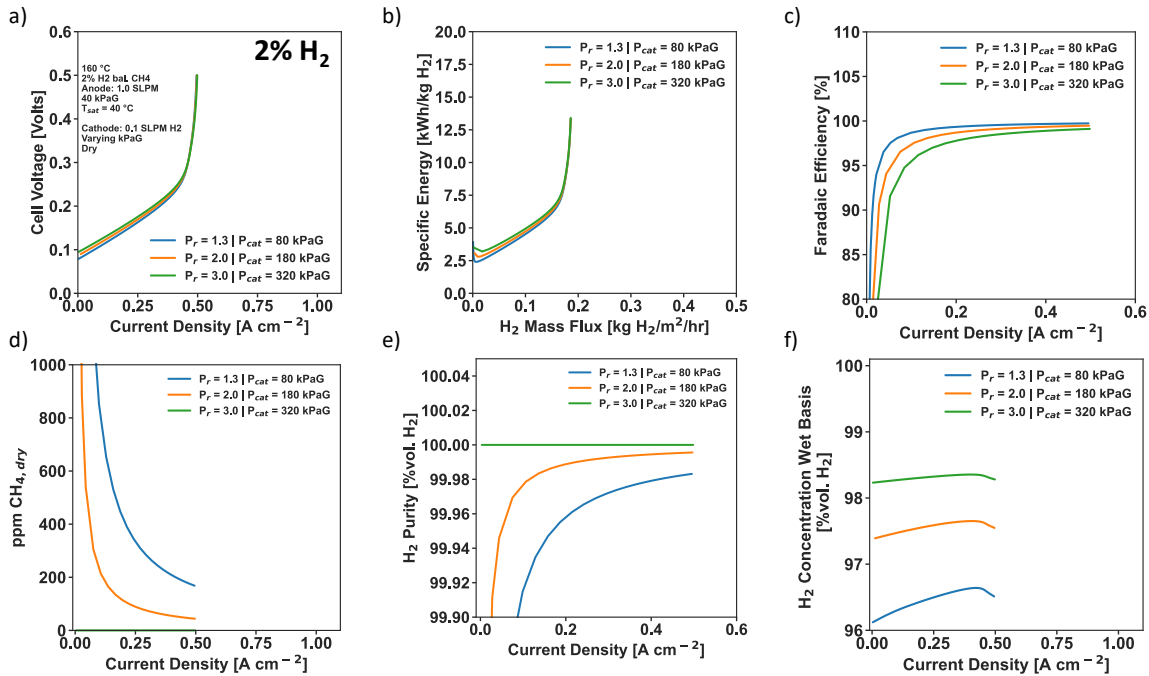 a)
0.6
0.5
0.4
0.3
0.2
0.1
0.0
Cell Voltage [Volts]
2% H2
160 °C
2% H2 bal. CH4
Anode: 1.0 SLPM
40 kPaG
Tsat = 40 °C
Cathode: 0.1 SLPM H2
Varying kPaG
Dry
Pr = 1.3 | Pcat = 80 kPaG
Pr = 2.0 | Pcat = 180 kPaG
Pr = 3.0 | Pcat = 320 kPaG
0.00 0.25 0.50 0.75 1.00
Current Density [A cm−2]
b)
20.0
17.5
15.0
12.5
10.0
7.5
5.0
2.5
0.0
Specific Energy [kWh/kg H2]
Pr = 1.3 | Pcat = 80 kPaG
Pr = 2.0 | Pcat = 180 kPaG
Pr = 3.0 | Pcat = 320 kPaG
0.0 0.1 0.2 0.3 0.4 0.5
H2 Mass Flux [kg H2/m2/hr]
c)
110
105
100
95
90
85
80
Faradaic Efficiency [%]
Pr = 1.3 | Pcat = 80 kPaG
Pr = 2.0 | Pcat = 180 kPaG
Pr = 3.0 | Pcat = 320 kPaG
0.0 0.2 0.4 0.6
Current Density [A cm−2]
d)
1000
800
600
400
200
0
ppm CH4, dry
Pr = 1.3 | Pcat = 80 kPaG
Pr = 2.0 | Pcat = 180 kPaG
Pr = 3.0 | Pcat = 320 kPaG
0.00 0.25 0.50 0.75 1.00
Current Density [A cm−2]
e)
100.04
100.02
100.00
99.98
99.96
99.94
99.92
99.90
H2 Purity [%vol. H2]
Pr = 1.3 | Pcat = 80 kPaG
Pr = 2.0 | Pcat = 180 kPaG
Pr = 3.0 | Pcat = 320 kPaG
0.0 0.2 0.4 0.6
Current Density [A cm−2]
f)
100
99
98
97
96
H2 Concentration Wet Basis
[%vol. H2]
Pr = 1.3 | Pcat = 80 kPaG
Pr = 2.0 | Pcat = 180 kPaG
Pr = 3.0 | Pcat = 320 kPaG
0.00 0.25 0.50 0.75 1.00
Current Density [A cm−2]